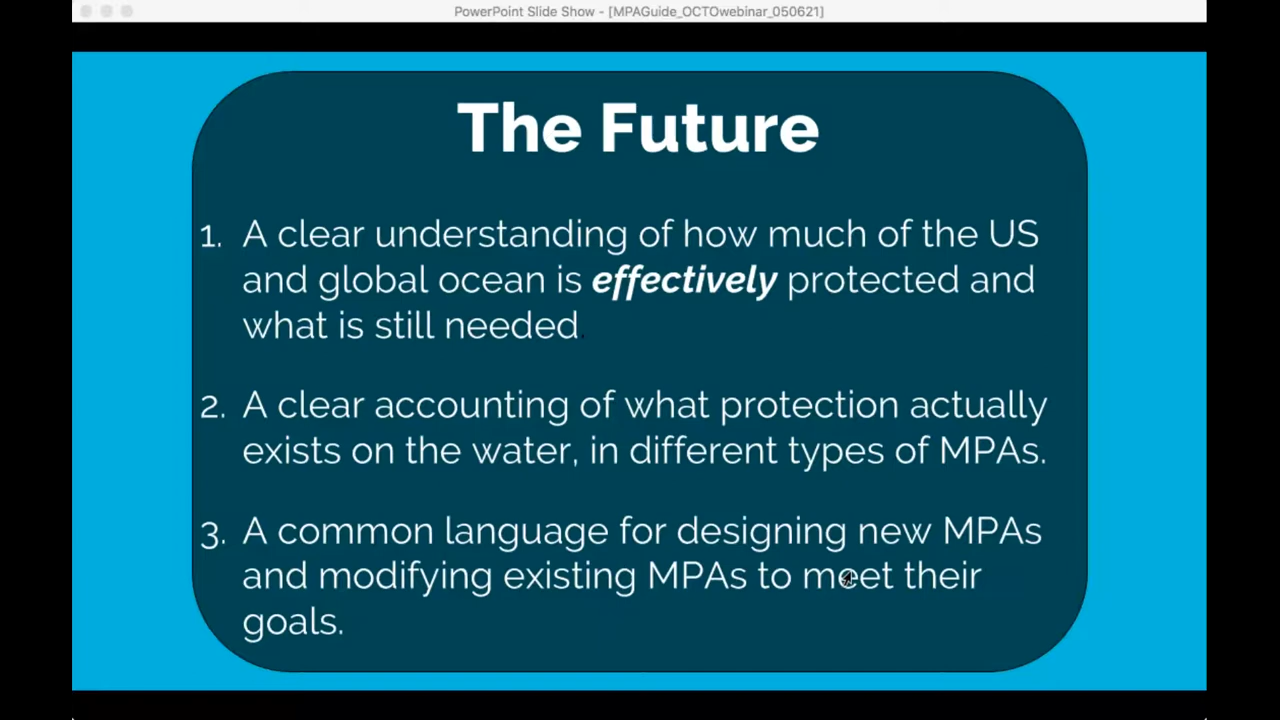 PowerPoint Slide Show - [MPAGuide_OCTOwebinar_050621]
The Future
1. A clear understanding of how much of the US
and global ocean is effectively protected and
what is still needed.
2. A clear accounting of what protection actually
exists on the water, in different types of MPAs.
3. A common language for designing new MPAs
and modifying existing MPAs to meet their
goals.